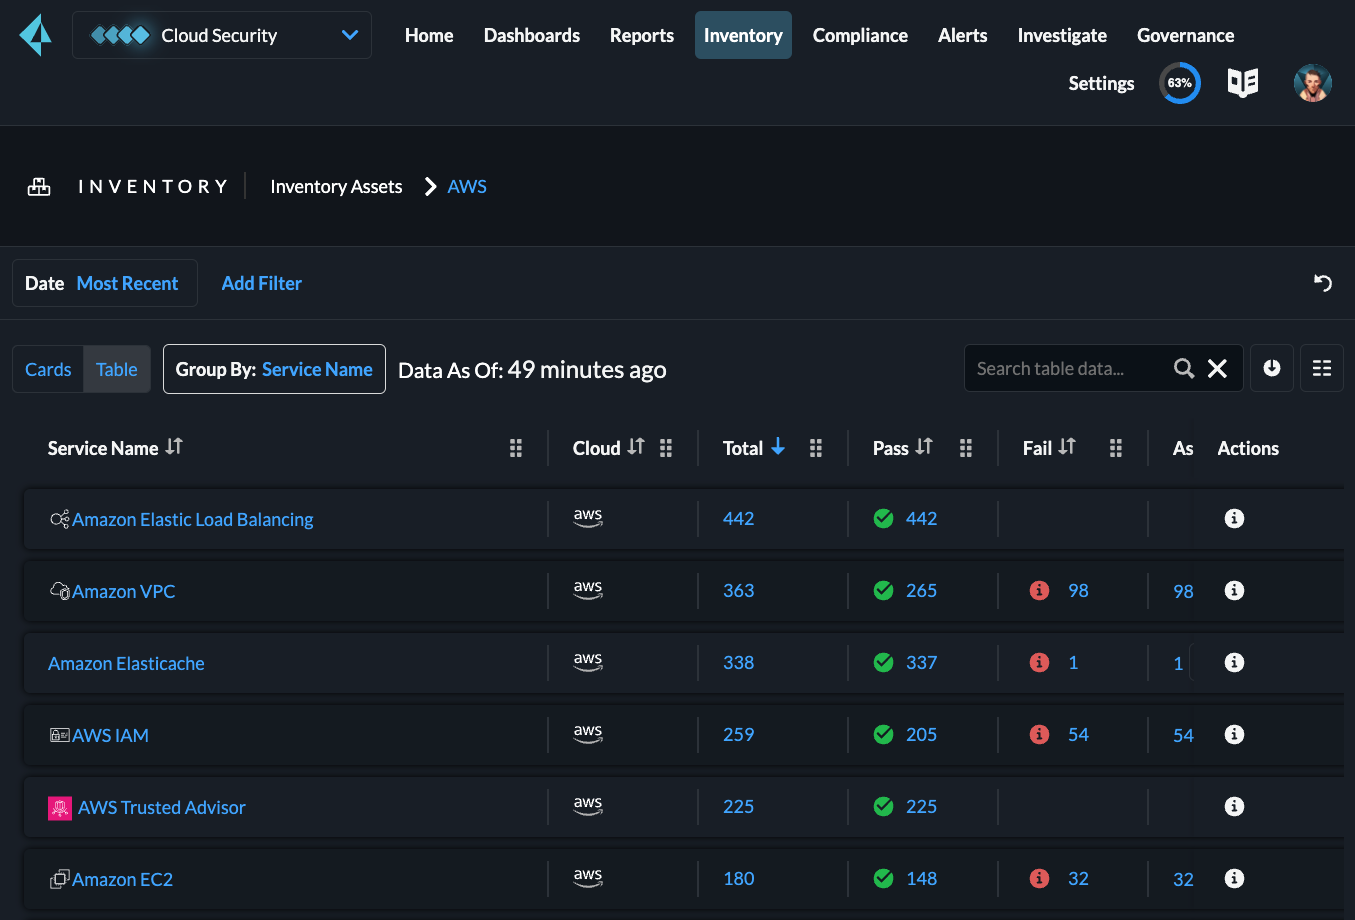 Cloud Security Home Dashboards Reports Inventory Compliance Alerts Investigate Governance
Settings 63%
INVENTORY Inventory Assets AWS
Date Most Recent Add Filter
Cards Table Group By: Service Name Data As Of: 49 minutes ago Search table data...
Service Name Cloud Total Pass Fail As Actions
Amazon Elastic Load Balancing aws 442 442
Amazon VPC aws 363 265 98 98
Amazon Elasticache aws 338 337 1 1
AWS IAM aws 259 205 54 54
AWS Trusted Advisor aws 225 225
Amazon EC2 aws 180 148 32 32